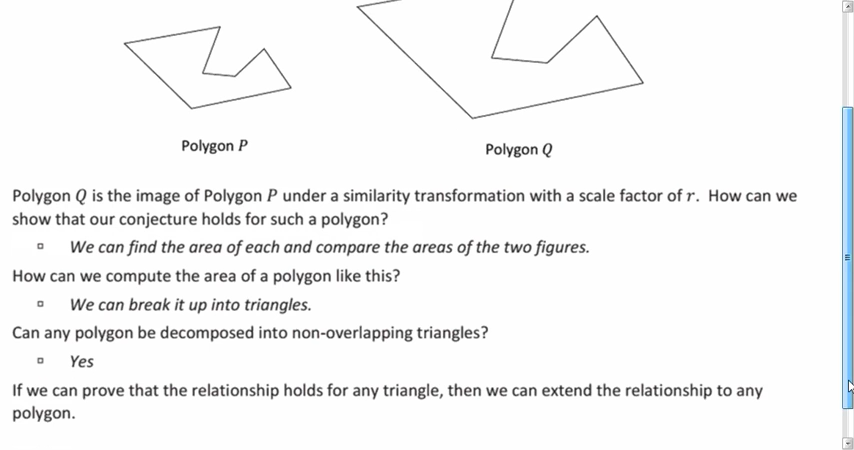 Polygon P
Polygon Q
Polygon Q is the image of Polygon P under a similarity transformation with a scale factor of r. How can we
show that our conjecture holds for such a polygon?
We can find the area of each and compare the areas of the two figures.
How can we compute the area of a polygon like this?
We can break it up into triangles.
Can any polygon be decomposed into non-overlapping triangles?
Yes
If we can prove that the relationship holds for any triangle, then we can extend the relationship to any
polygon.